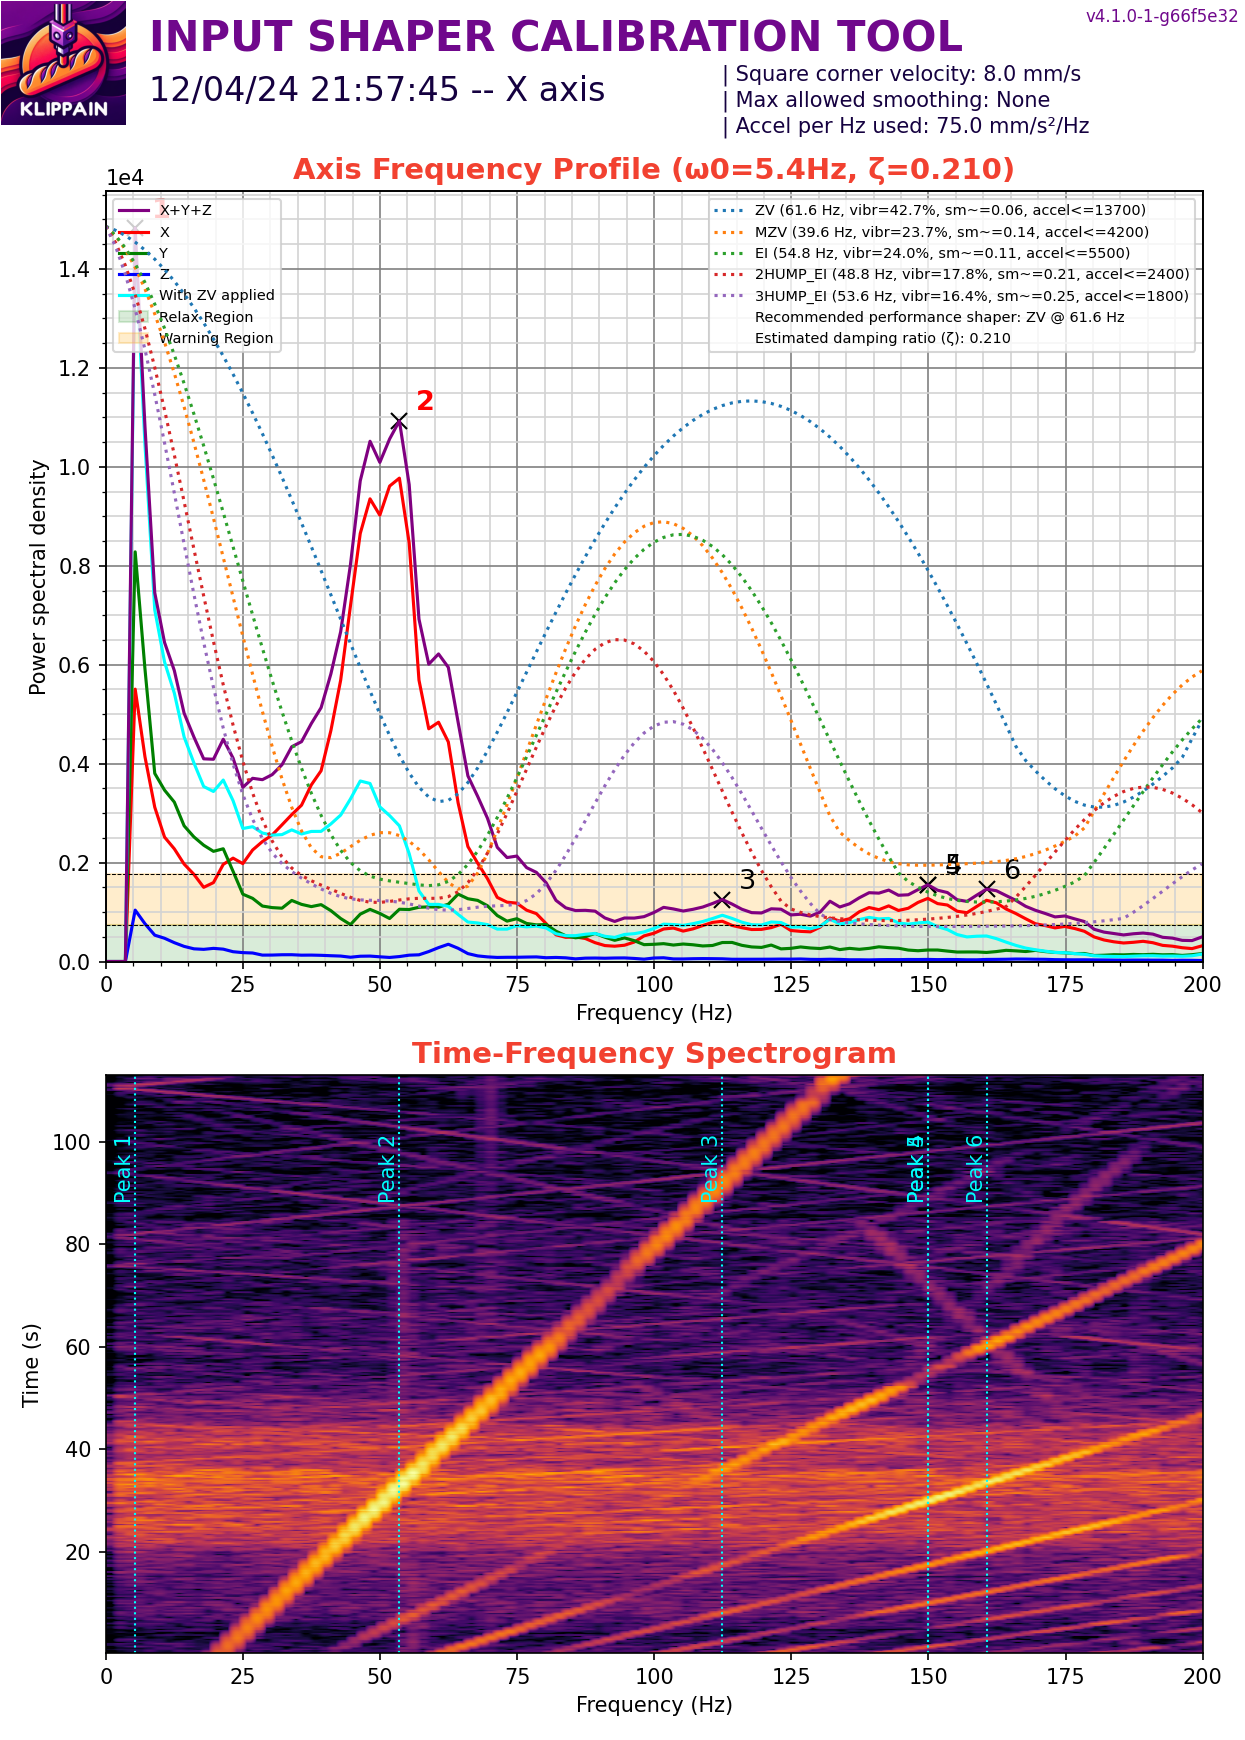 v4.1.0-1-g66f5e32
KLIPPAIN
INPUT SHAPER CALIBRATION TOOL
12/04/24 21:57:45 -- X axis
| Square corner velocity: 8.0 mm/s
| Max allowed smoothing: None
| Accel per Hz used: 75.0 mm/s²/Hz
Axis Frequency Profile (ω0=5.4Hz, ζ=0.210)
1e4
X+Y+Z
X
Y
Z
With ZV applied
Relax Region
Warning Region
ZV (61.6 Hz, vibr=42.7%, sm~=0.06, accel<=13700)
MZV (39.6 Hz, vibr=23.7%, sm~=0.14, accel<=4200)
EI (54.8 Hz, vibr=24.0%, sm~=0.11, accel<=5500)
2HUMP_EI (48.8 Hz, vibr=17.8%, sm~=0.21, accel<=2400)
3HUMP_EI (53.6 Hz, vibr=16.4%, sm~=0.25, accel<=1800)
Recommended performance shaper: ZV @ 61.6 Hz
Estimated damping ratio (ζ): 0.210
1
2
3
6
Power spectral density
1.4
1.2
1.0
0.8
0.6
0.4
0.2
0.0
0 25 50 75 100 125 150 175 200
Frequency (Hz)
Time-Frequency Spectrogram
Peak 1
Peak 2
Peak 3
Peak
Peak 6
Time (s)
100
80
60
40
20
0 25 50 75 100 125 150 175 200
Frequency (Hz)